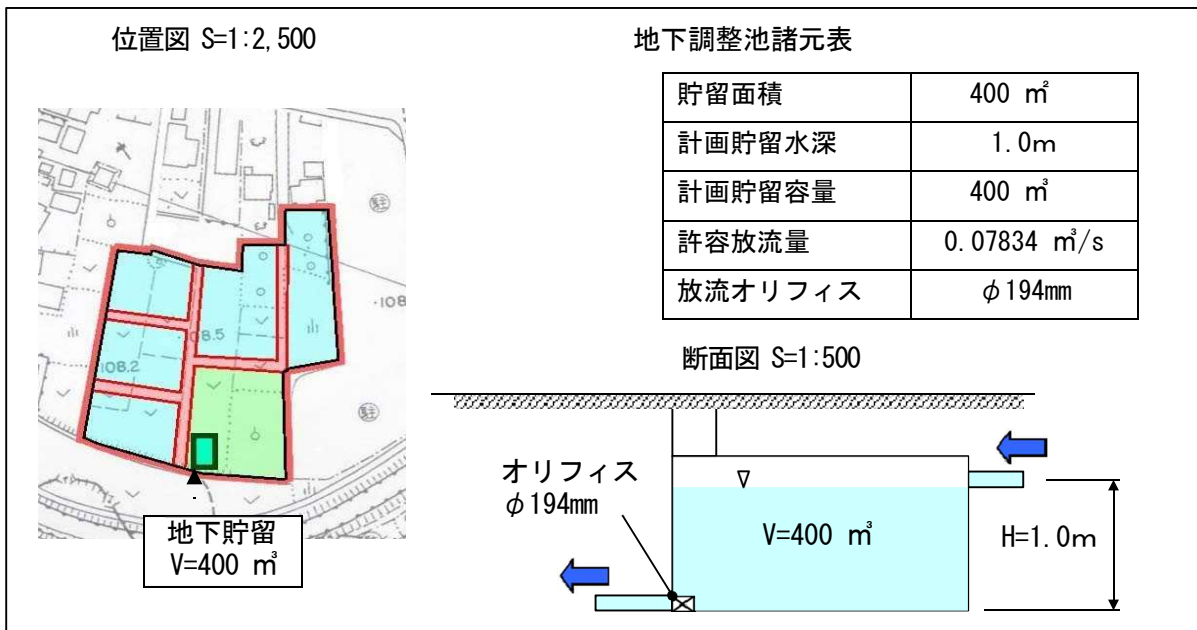 位置図 S=1:2,500
地下調整池諸元表
貯留面積 400 ㎡
計画貯留水深 1.0m
計画貯留容量 400 ㎥
許容放流量 0.07834 ㎥/s
放流オリフィス φ194mm
108
108.5
108.2
駐
駐
地下貯留
V=400 ㎥
断面図 S=1:500
オリフィス
φ194mm
V=400 ㎥
H=1.0m